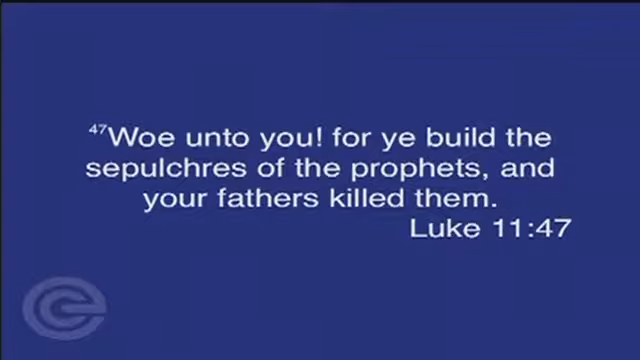 47Woe unto you! for ye build the
sepulchres of the prophets, and
your fathers killed them.
Luke 11:47